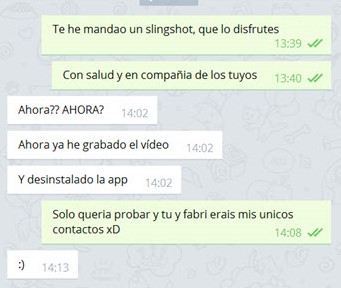 Te he mandao un slingshot, que lo disfrutes
13:39
Con salud y en compañia de los tuyos 13:40
Ahora?? AHORA? 14:02
Ahora ya he grabado el vídeo 14:02
Y desinstalado la app 14:02
Solo queria probar y tu y fabri erais mis unicos
contactos xD 14:08
:) 14:13